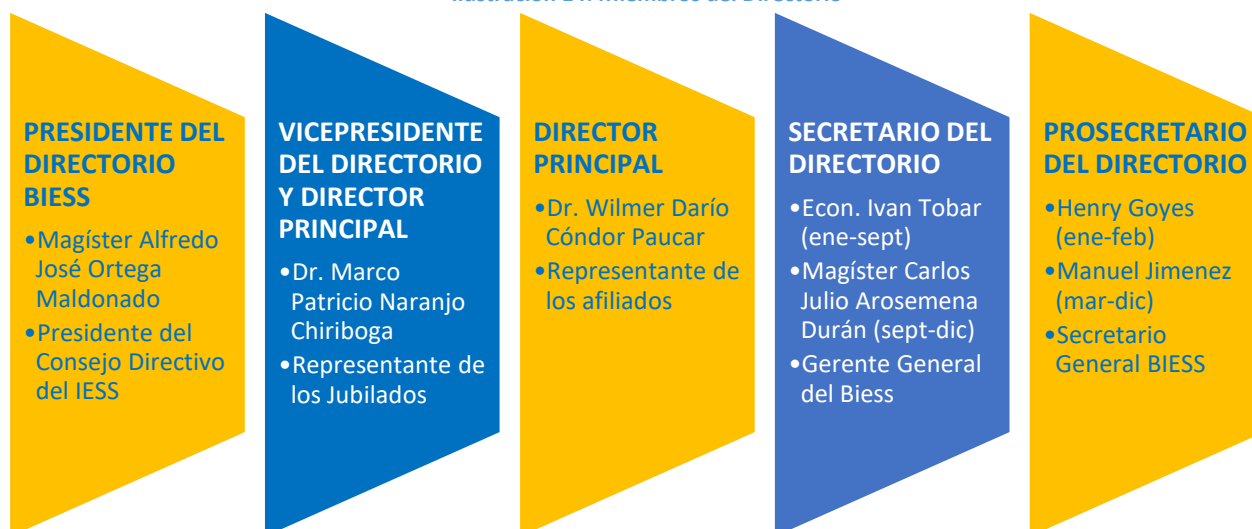 PRESIDENTE DEL
DIRECTORIO
BIESS
•Magíster Alfredo
José Ortega
Maldonado
•Presidente del
Consejo Directivo
del IESS
VICEPRESIDENTE
DEL DIRECTORIO
Y DIRECTOR
PRINCIPAL
•Dr. Marco
Patricio Naranjo
Chiriboga
•Representante de
los Jubilados
DIRECTOR
PRINCIPAL
•Dr. Wilmer Darío
Cóndor Paucar
•Representante de
los afiliados
SECRETARIO DEL
DIRECTORIO
•Econ. Ivan Tobar
(ene-sept)
•Magíster Carlos
Julio Arosemena
Durán (sept-dic)
•Gerente General
del Biess
PROSECRETARIO
DEL DIRECTORIO
•Henry Goyes
(ene-feb)
•Manuel Jimenez
(mar-dic)
•Secretario
General BIESS